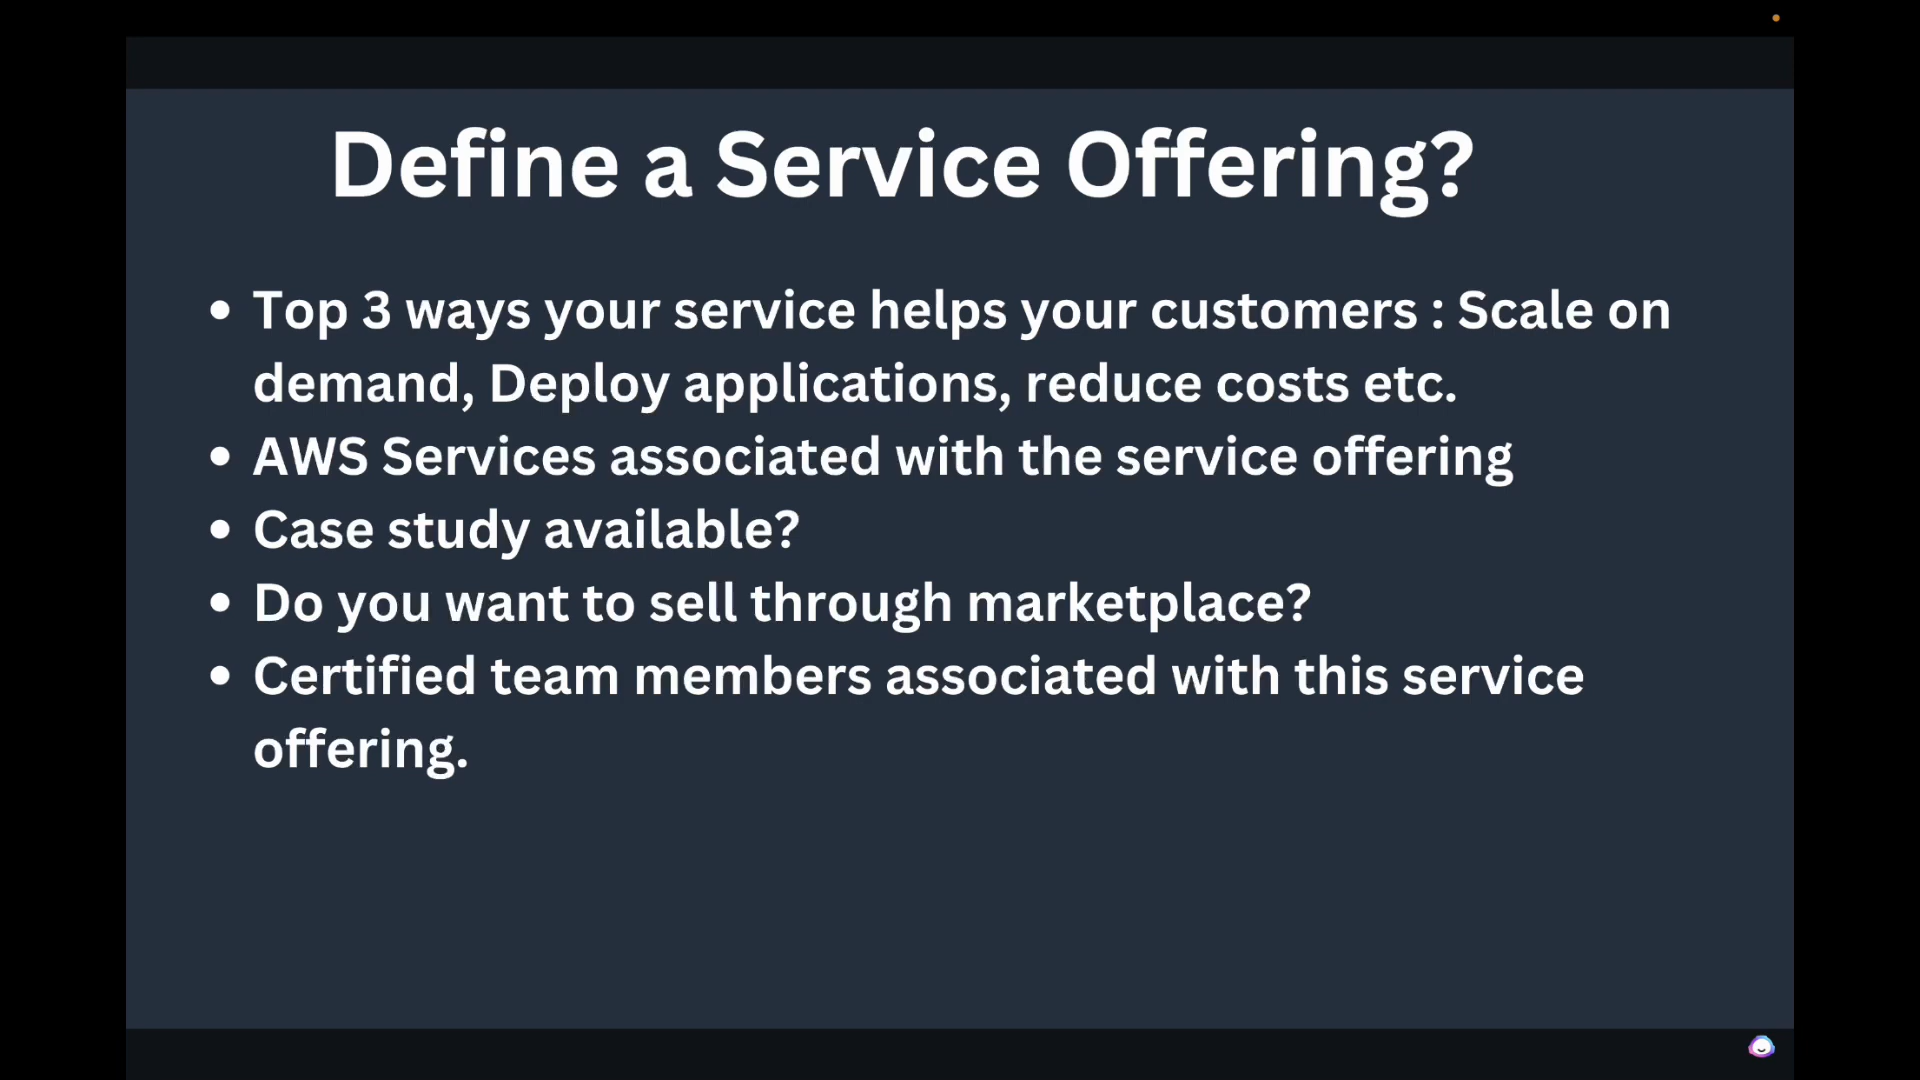 Define a Service Offering?
• Top 3 ways your service helps your customers : Scale on
demand, Deploy applications, reduce costs etc.
• AWS Services associated with the service offering
• Case study available?
• Do you want to sell through marketplace?
• Certified team members associated with this service
offering.